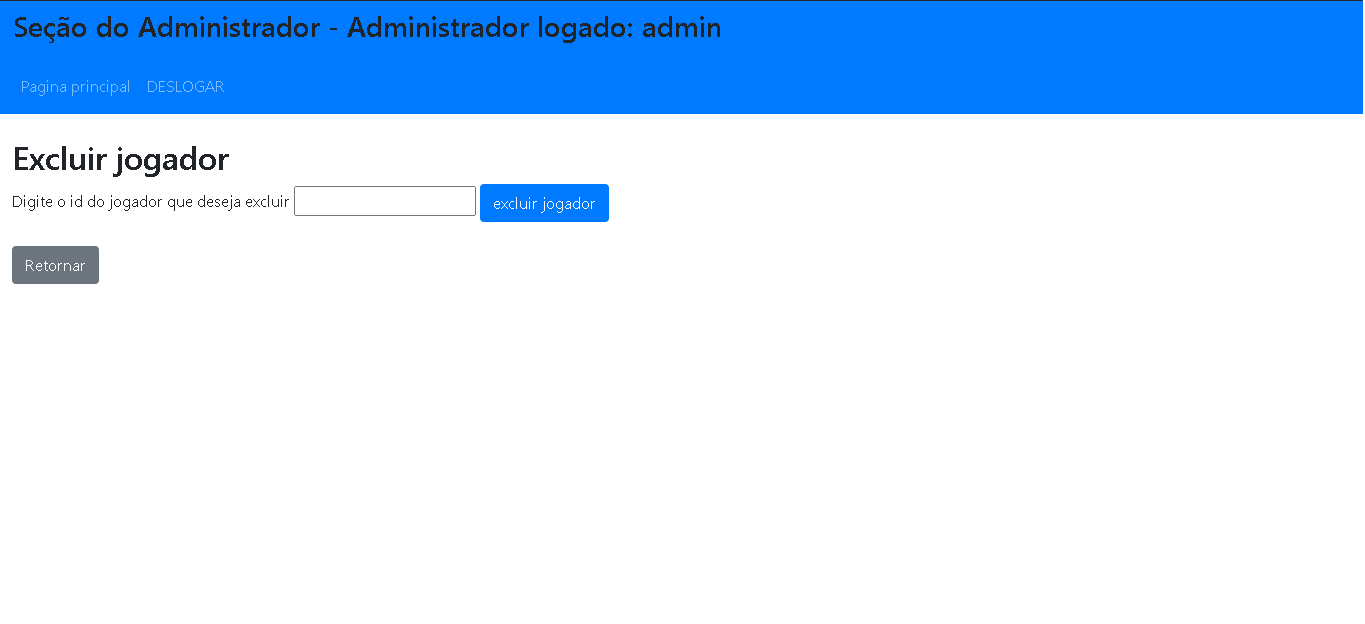 Seção do Administrador - Administrador logado: admin
Pagina principal DESLOGAR
Excluir jogador
Digite o id do jogador que deseja excluir excluir jogador
Retornar